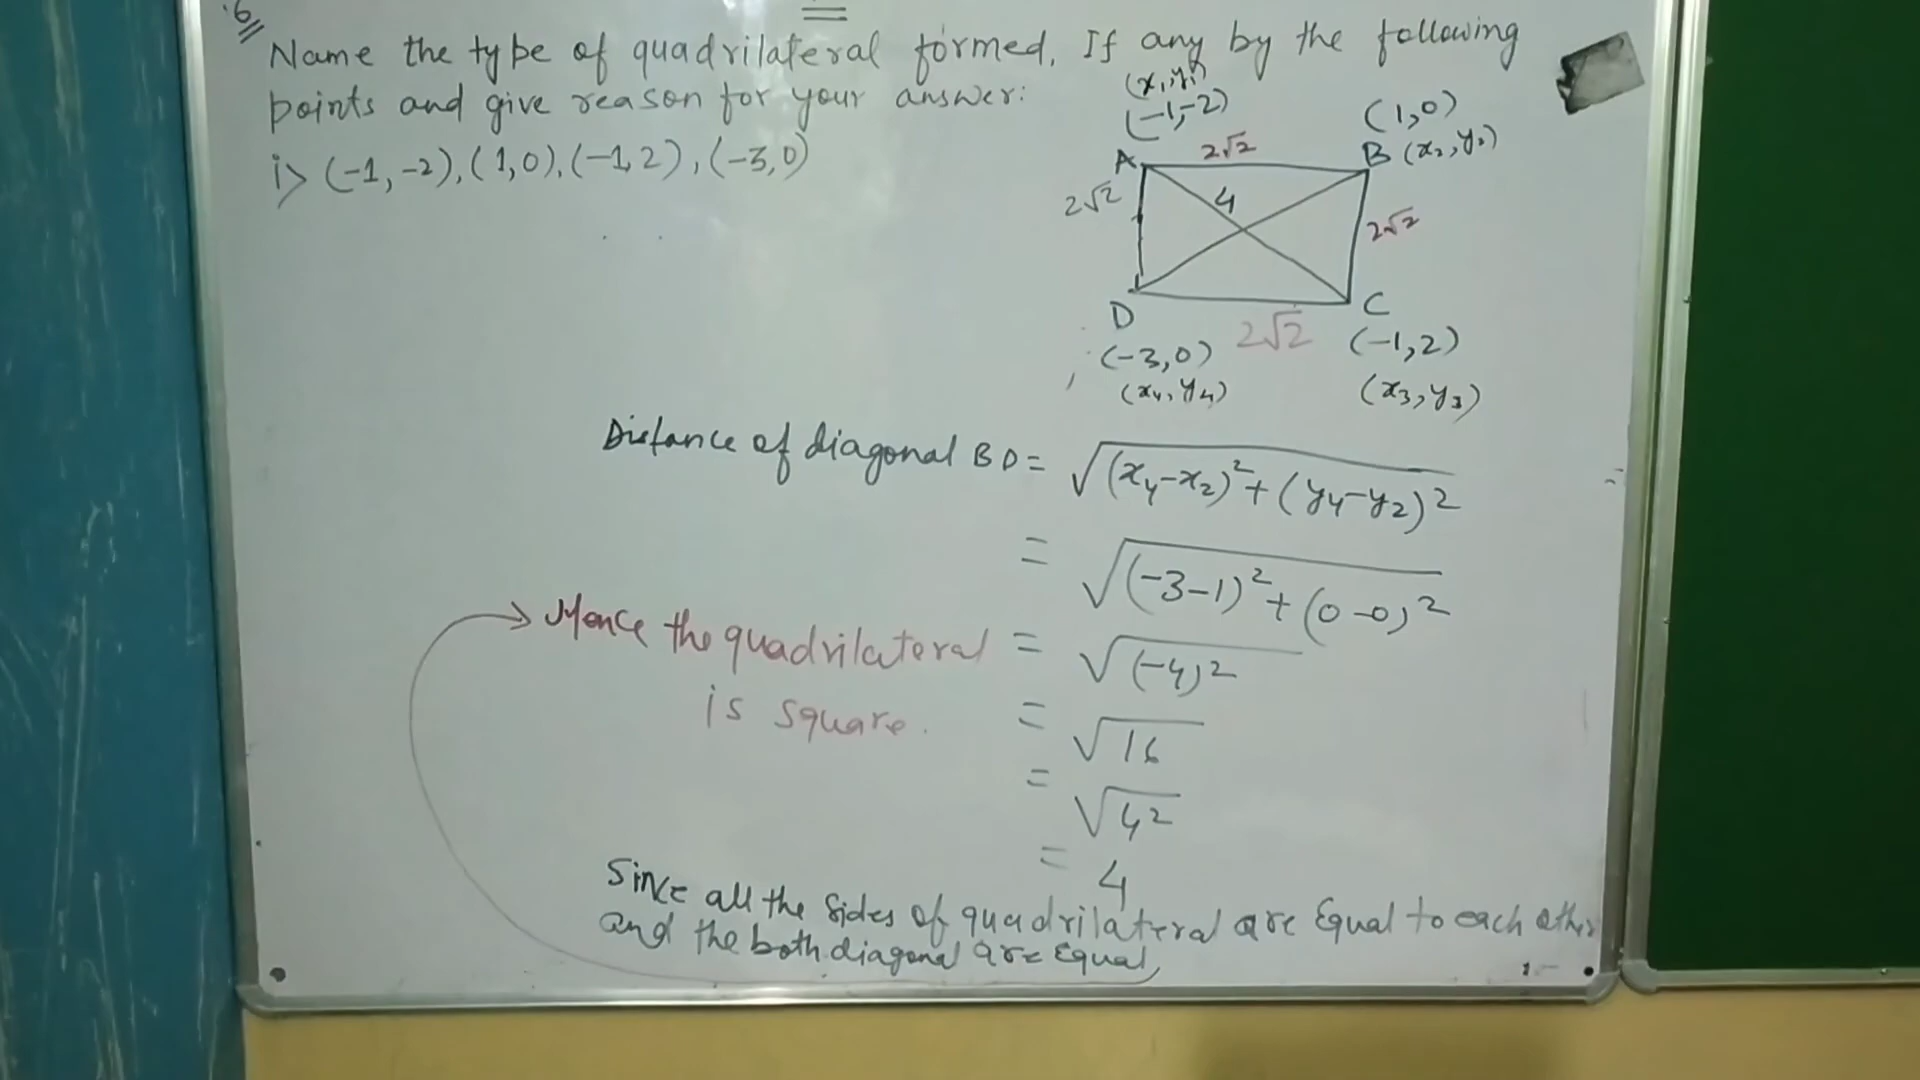 6
Name the type of quadrilateral formed, If any by the following
points and give reason for your answer:
i> (-1, -2), (1, 0), (-1, 2), (-3, 0)
(x₁, y₁)
(-1, -2)
(1, 0)
A
2√2
B (x₂, y₂)
2√2
4
2√2
D
2√2
C
(-3, 0)
(-1, 2)
(x₄, y₄)
(x₃, y₃)
Distance of diagonal BD = √(x₄-x₂)² + (y₄-y₂)²
= √(-3-1)² + (0-0)²
Hence the quadrilateral
= √(-4)²
is square.
= √16
= √4²
= 4
Since all the sides of quadrilateral are Equal to each other
and the both diagonal are Equal,